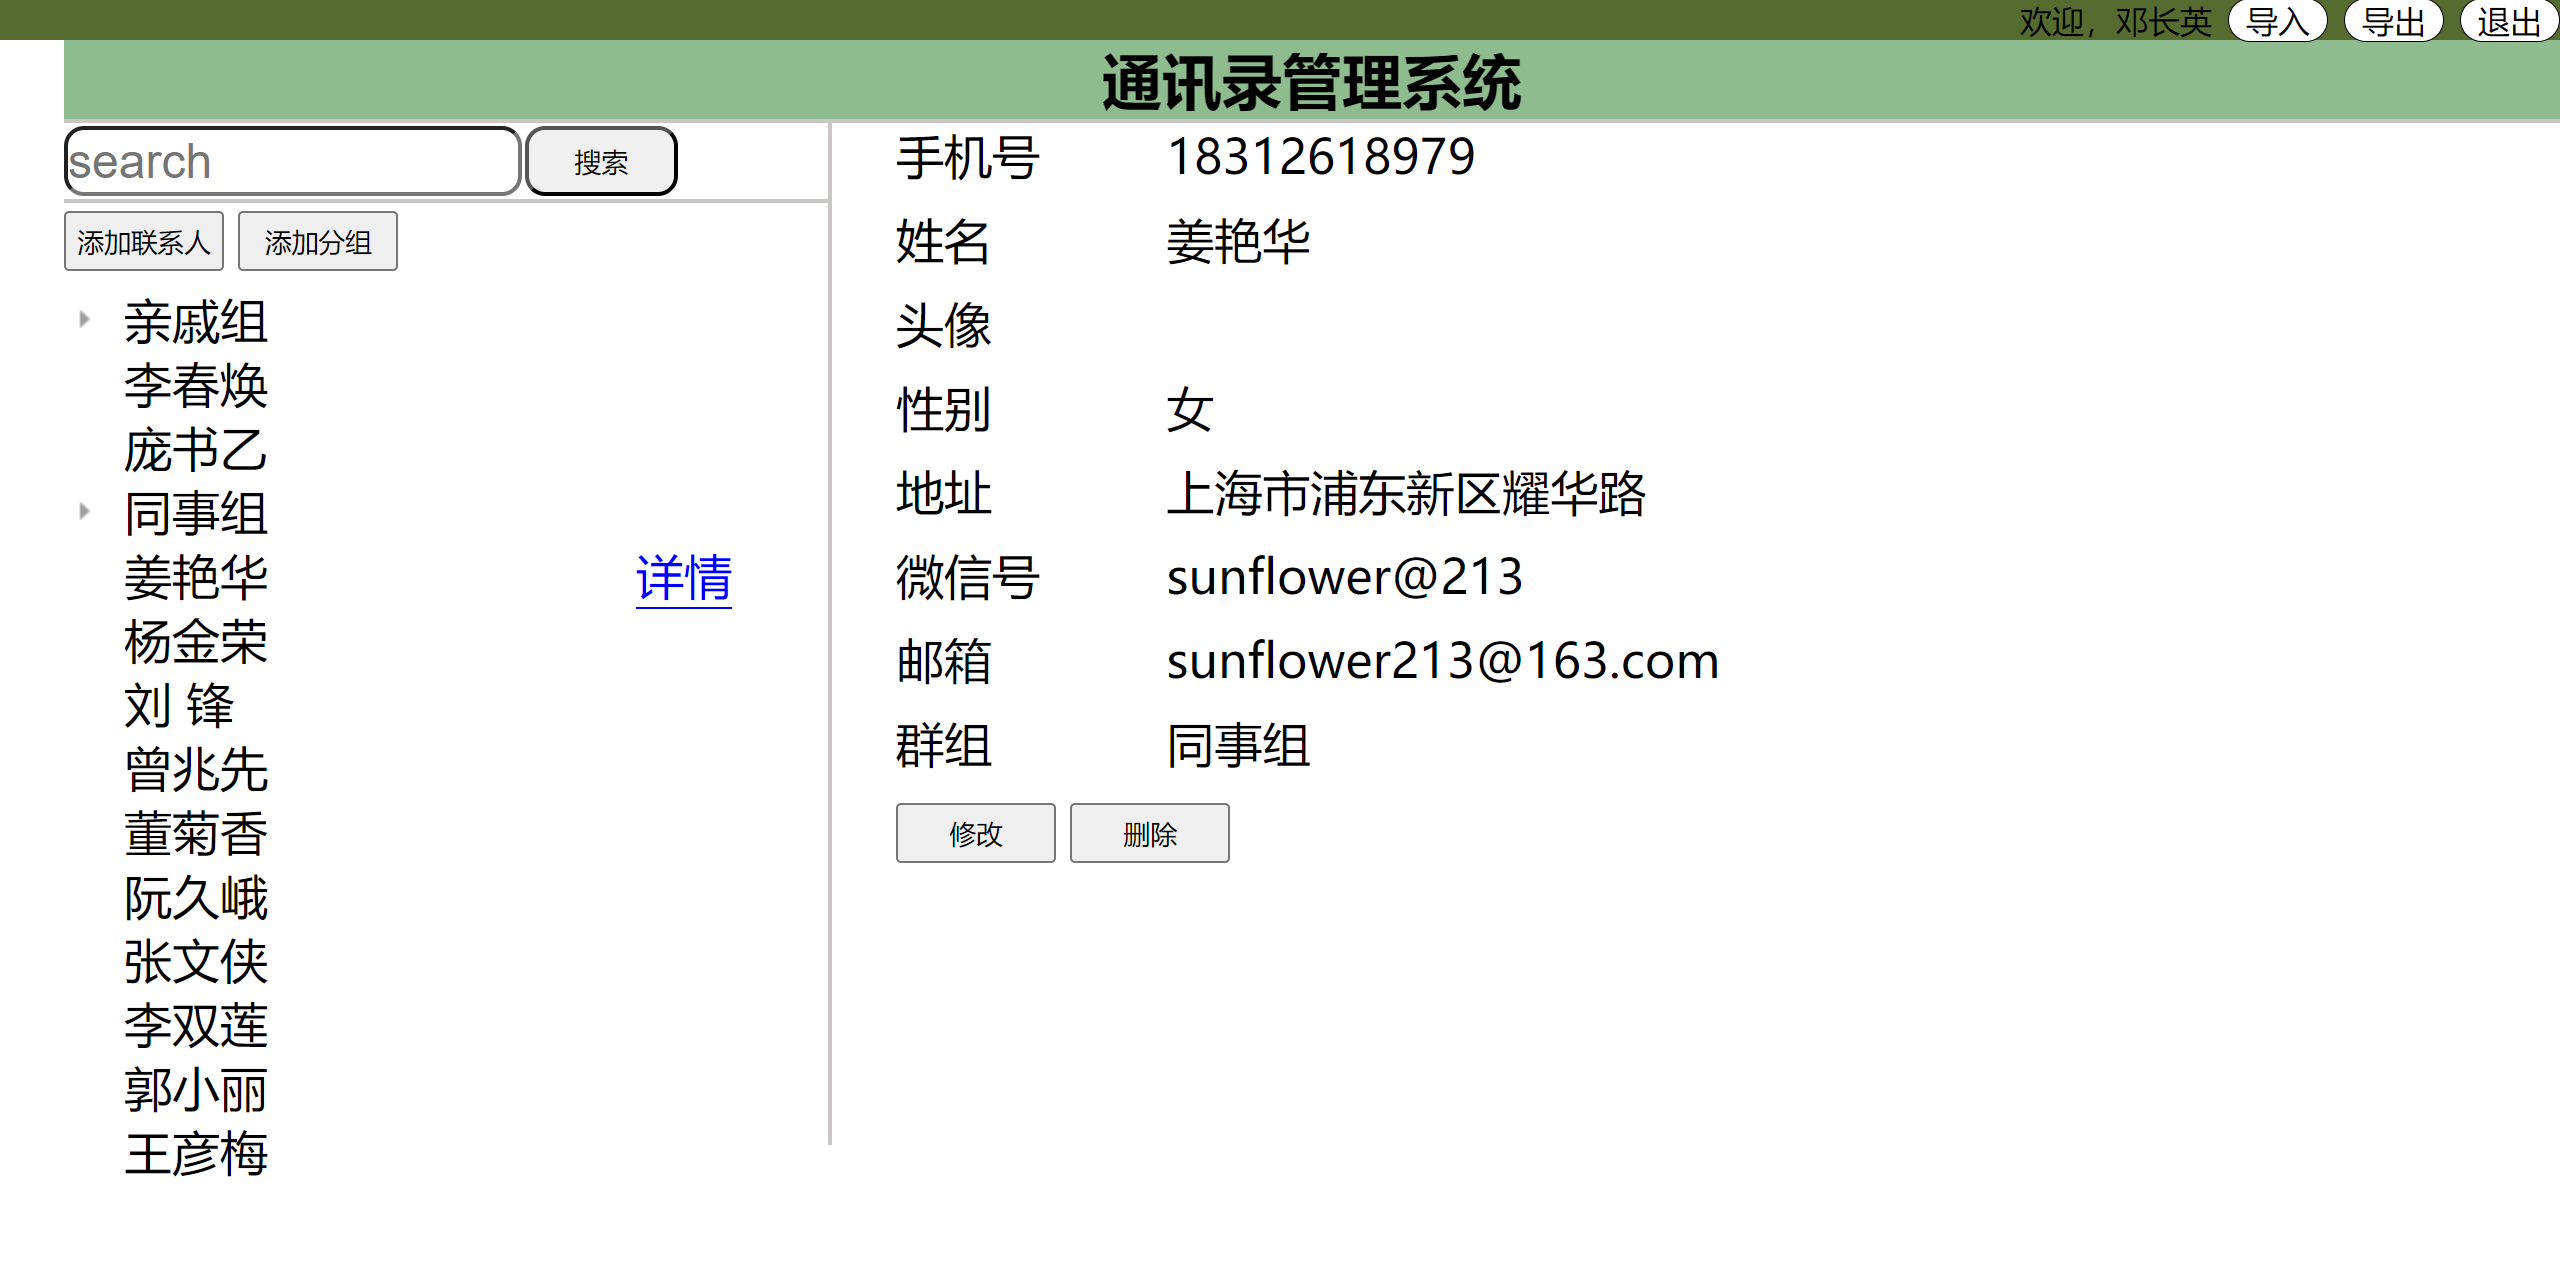 欢迎，邓长英 导入 导出 退出
通讯录管理系统
search 搜索
添加联系人 添加分组
亲戚组
李春焕
庞书乙
同事组
姜艳华 详情
杨金荣
刘 锋
曾兆先
董菊香
阮久峨
张文侠
李双莲
郭小丽
王彦梅
手机号 18312618979
姓名 姜艳华
头像
性别 女
地址 上海市浦东新区耀华路
微信号 sunflower@213
邮箱 sunflower213@163.com
群组 同事组
修改 删除